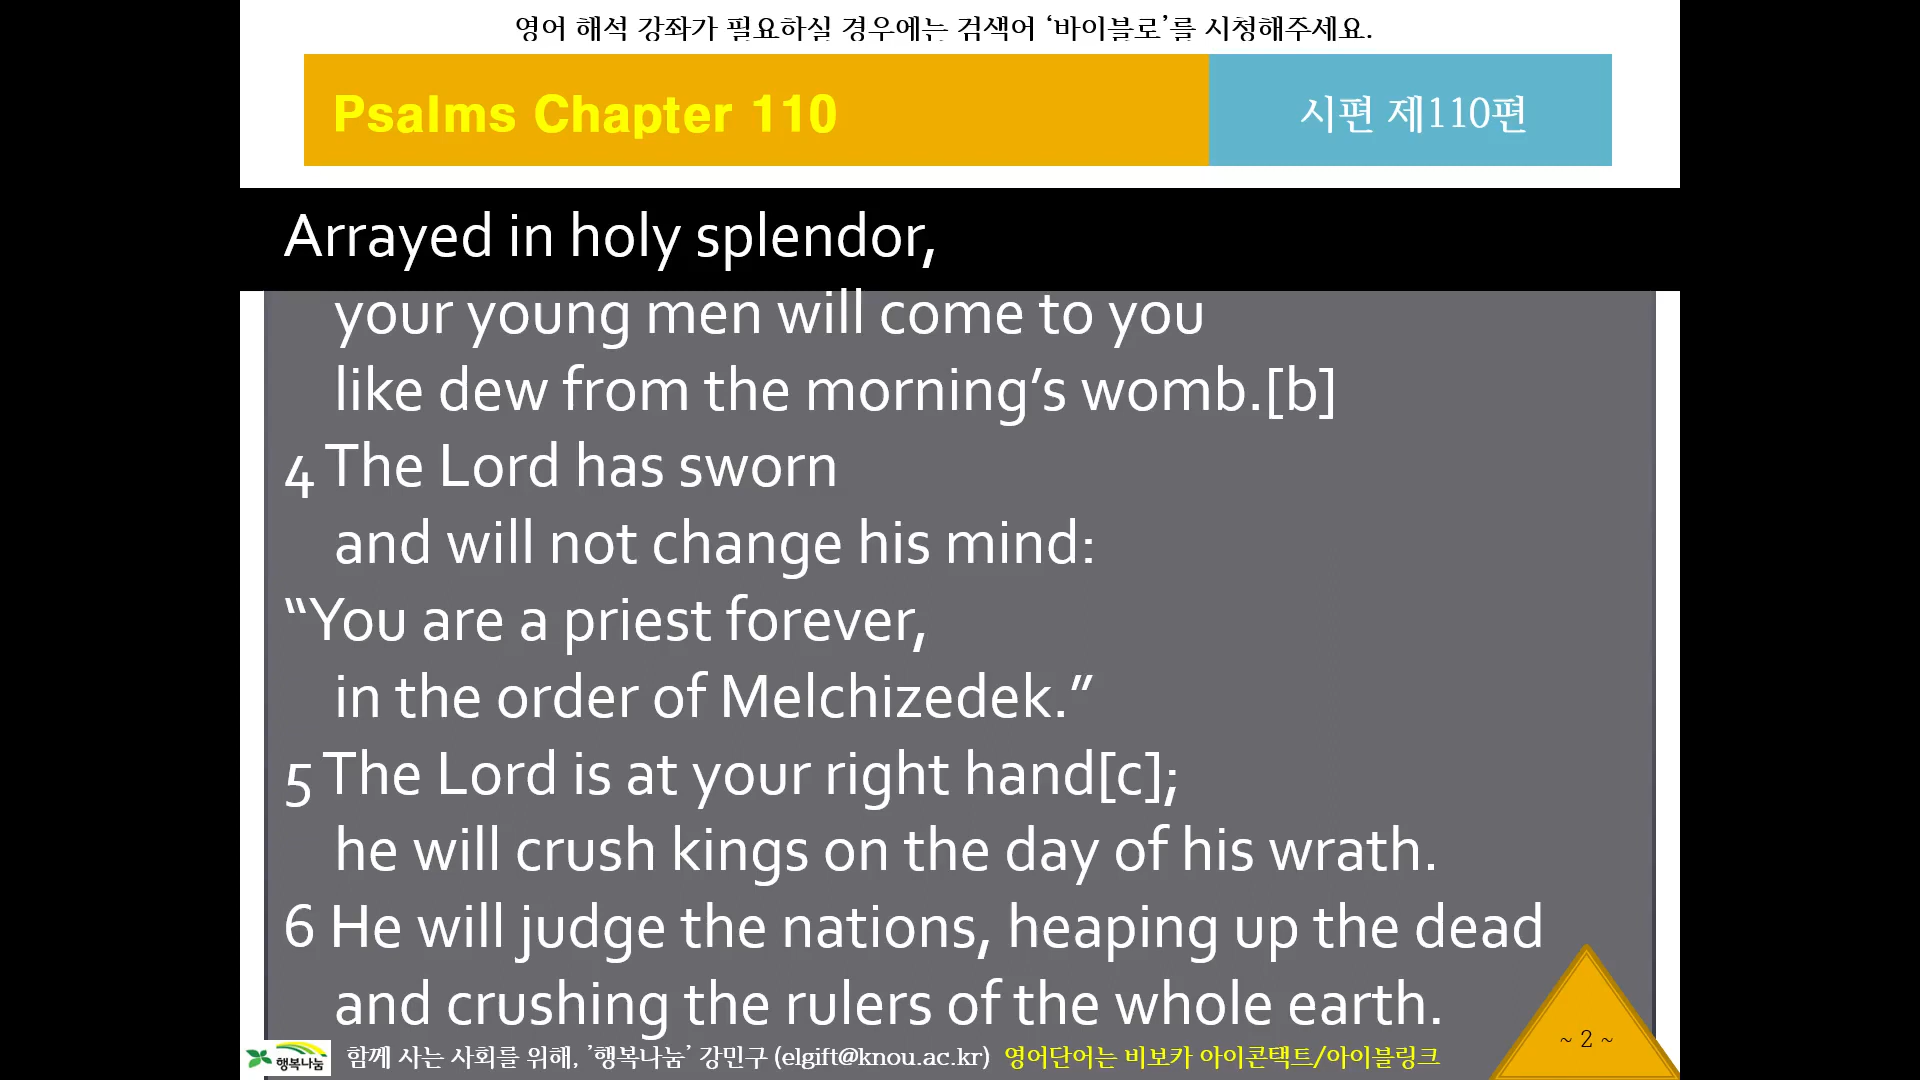 영어 해석 강좌가 필요하실 경우에는 검색어 ‘바이블로’를 시청해주세요.
Psalms Chapter 110
시편 제110편
Arrayed in holy splendor,
your young men will come to you
like dew from the morning’s womb.[b]
4 The Lord has sworn
and will not change his mind:
“You are a priest forever,
in the order of Melchizedek.”
5 The Lord is at your right hand[c];
he will crush kings on the day of his wrath.
6 He will judge the nations, heaping up the dead
and crushing the rulers of the whole earth.
~ 2 ~
행복나눔
함께 사는 사회를 위해, ’행복나눔’ 강민구 (elgift@knou.ac.kr) 영어단어는 비보카 아이콘택트/아이블링크